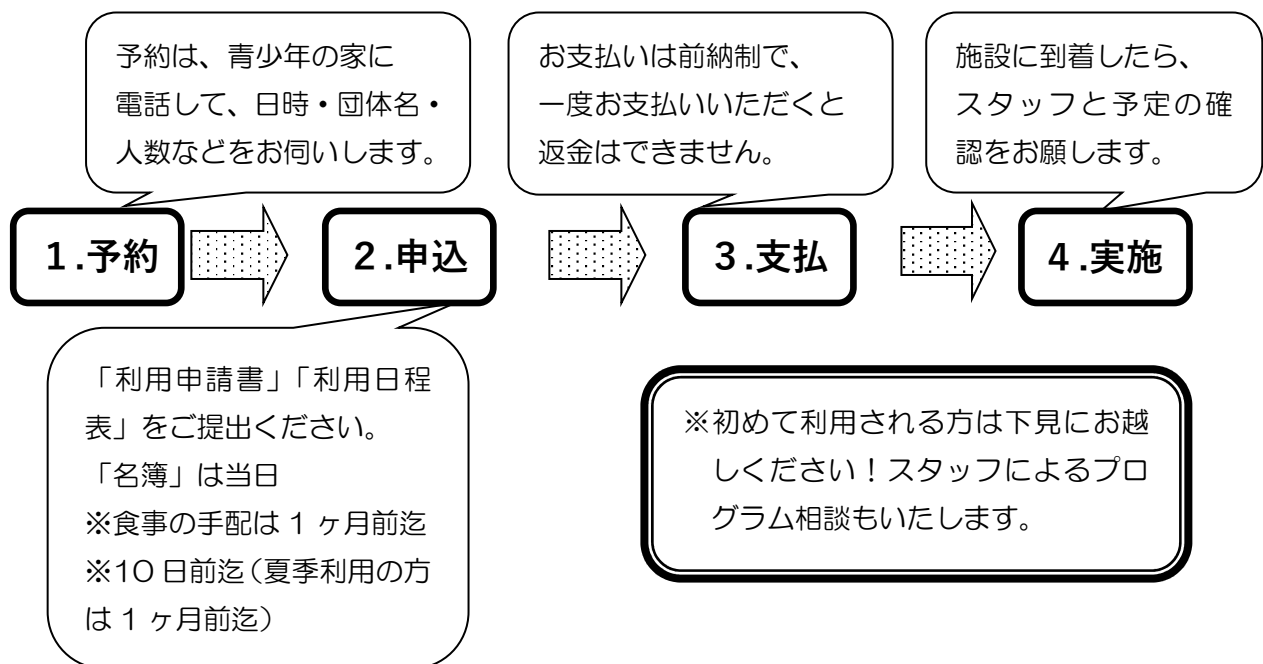 予約は、青少年の家に
電話して、日時・団体名・
人数などをお伺いします。
お支払いは前納制で、
一度お支払いいただくと
返金はできません。
施設に到着したら、
スタッフと予定の確
認をお願します。
1.予約
2.申込
3.支払
4.実施
「利用申請書」「利用日程
表」をご提出ください。
「名簿」は当日
※食事の手配は1ヶ月前迄
※10日前迄(夏季利用の方
は1ヶ月前迄)
※初めて利用される方は下見にお越
しください！スタッフによるプロ
グラム相談もいたします。